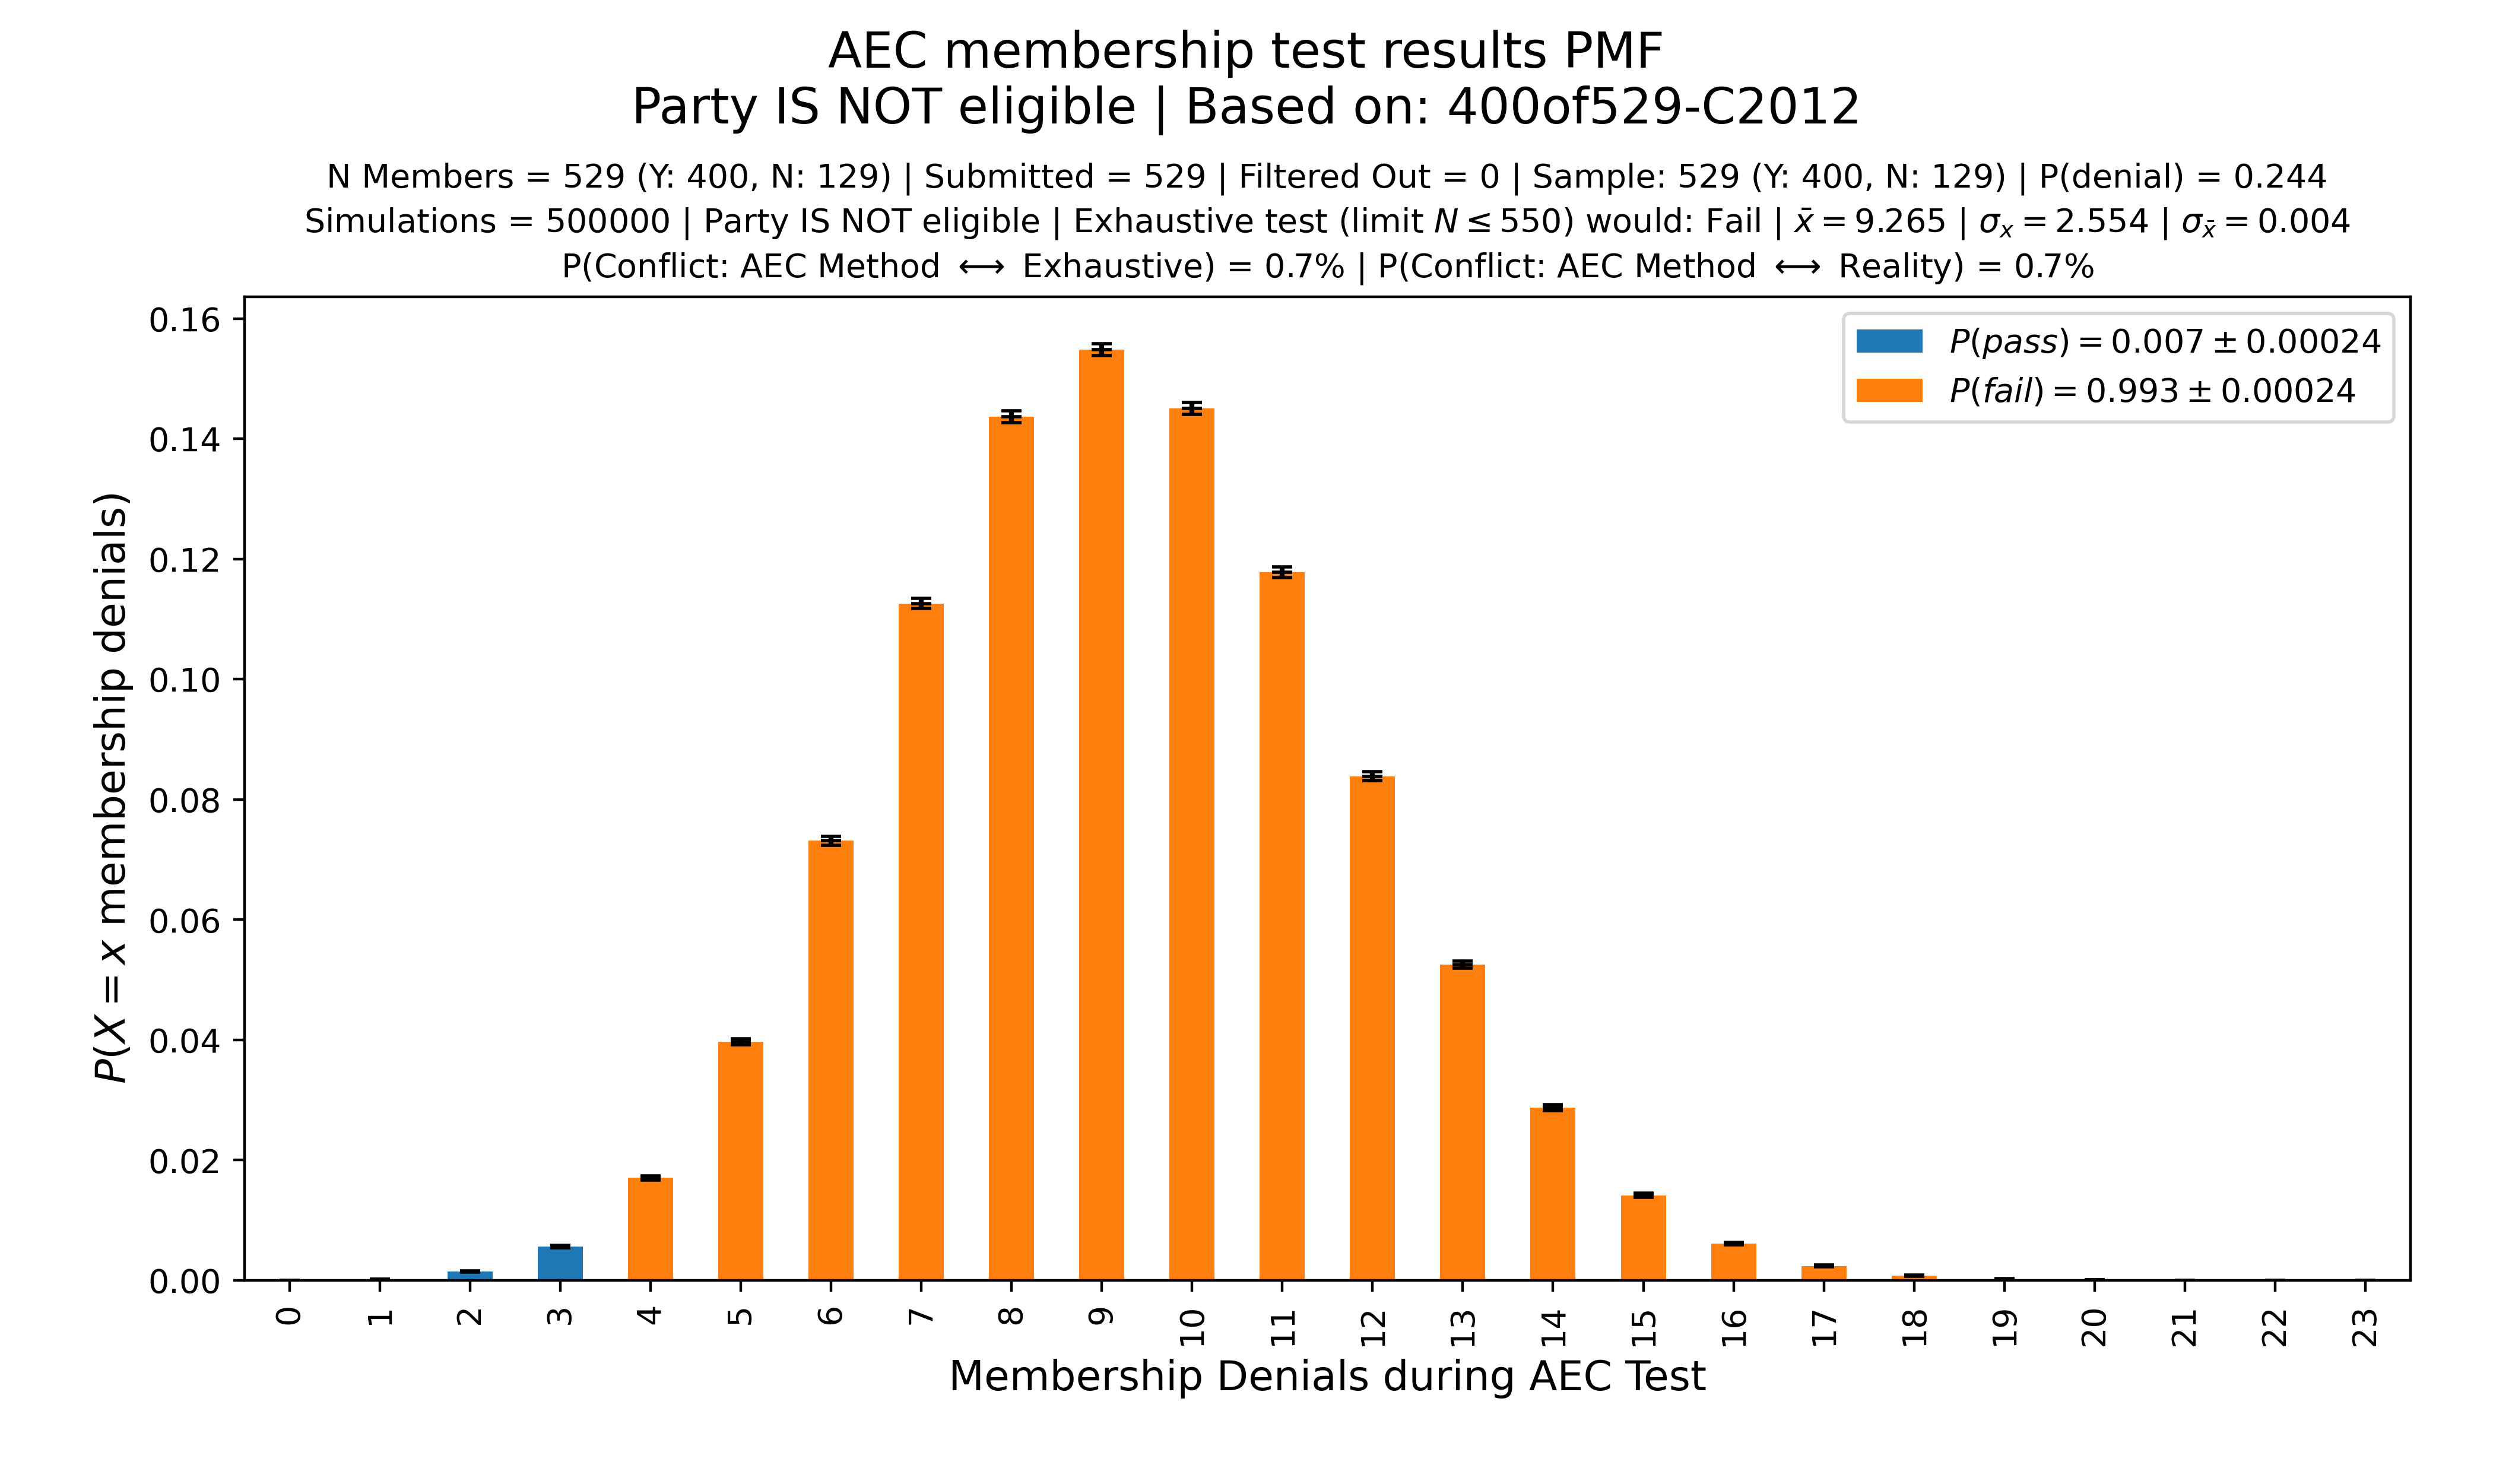 AEC membership test results PMF
Party IS NOT eligible | Based on: 400of529-C2012
N Members = 529 (Y: 400, N: 129) | Submitted = 529 | Filtered Out = 0 | Sample: 529 (Y: 400, N: 129) | P(denial) = 0.244
Simulations = 500000 | Party IS NOT eligible | Exhaustive test (limit N ≤ 550) would: Fail | x̄ = 9.265 | σₓ = 2.554 | σ_x̄ = 0.004
P(Conflict: AEC Method ⟷ Exhaustive) = 0.7% | P(Conflict: AEC Method ⟷ Reality) = 0.7%
P(pass) = 0.007 ± 0.00024
P(fail) = 0.993 ± 0.00024
P(X = x membership denials)
0.16
0.14
0.12
0.10
0.08
0.06
0.04
0.02
0.00
0 1 2 3 4 5 6 7 8 9 10 11 12 13 14 15 16 17 18 19 20 21 22 23
Membership Denials during AEC Test